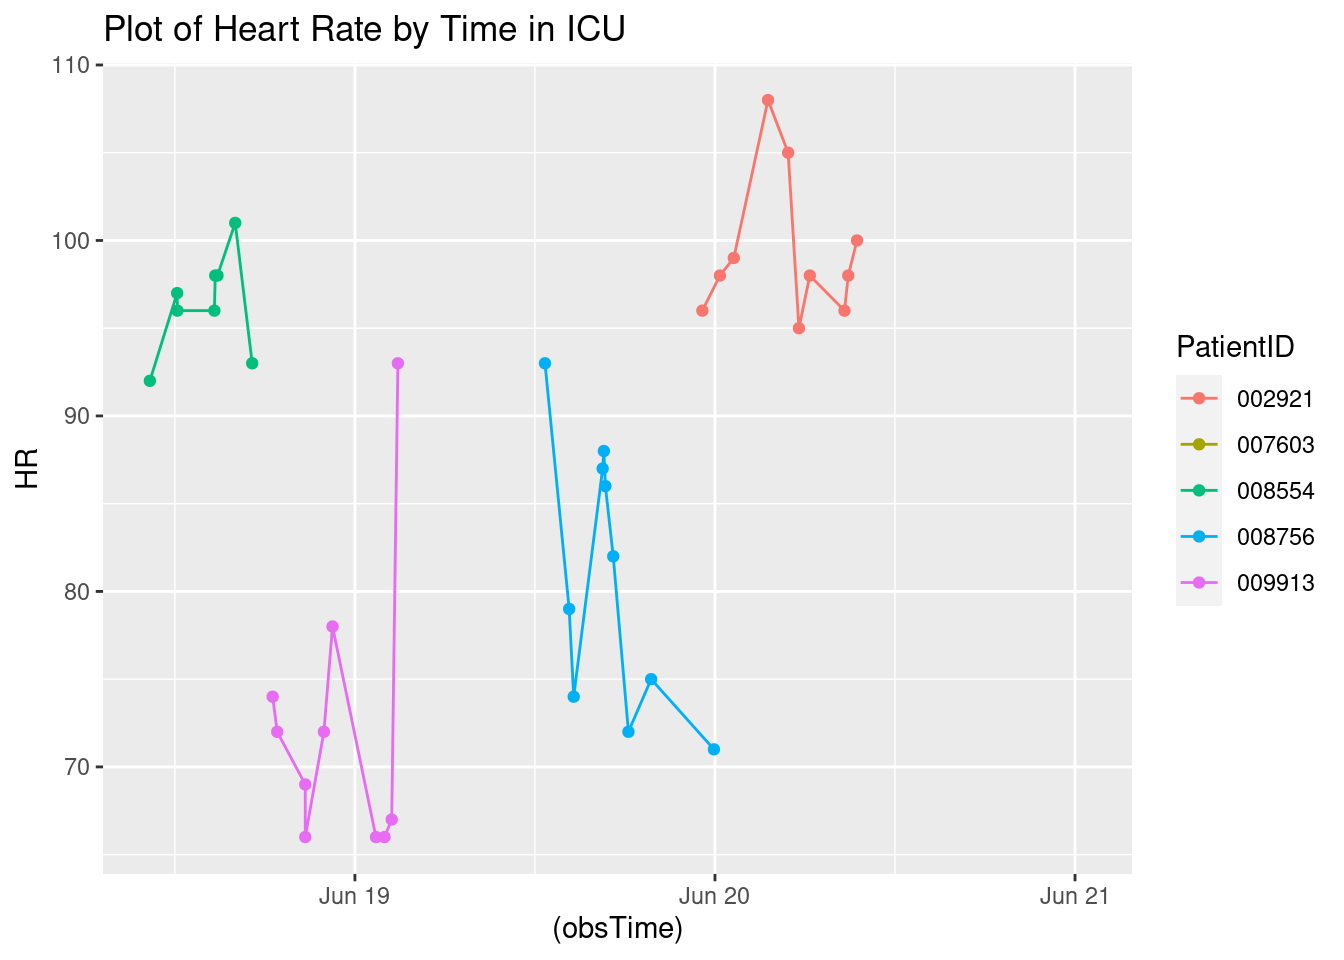 Plot of Heart Rate by Time in ICU
110
100
90
80
70
HR
Jun 19
Jun 20
Jun 21
(obsTime)
PatientID
002921
007603
008554
008756
009913